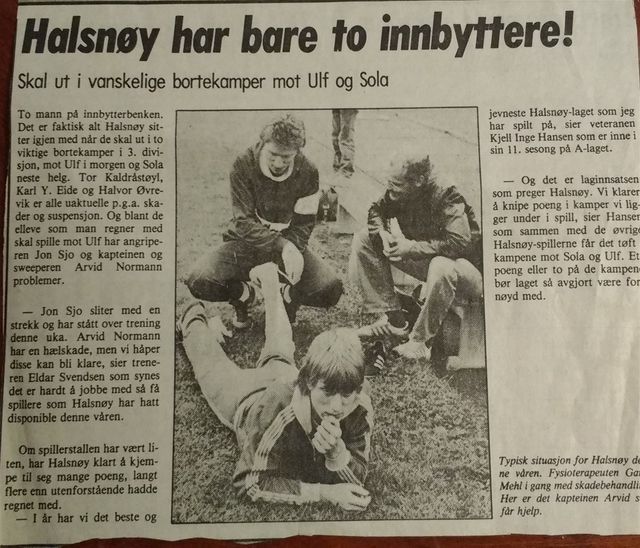 Halsnøy har bare to innbyttere!
Skal ut i vanskelige bortekamper mot Ulf og Sola
To mann på innbytterbenken.
Det er faktisk alt Halsnøy sit-
ter igjen med når de skal ut i to
viktige bortekamper i 3. divi-
sjon, mot Ulf i morgen og Sola
neste helg. Tor Kaldråstøyl,
Karl Y. Eide og Halvor Øvre-
vik er alle uaktuelle p.g.a. ska-
der og suspensjon. Og blant de
elleve som man regner med
skal spille mot Ulf har angripe-
ren Jon Sjo og kapteinen og
sweeperen Arvid Normann
problemer.
— Jon Sjo sliter med en
strekk og har stått over trening
denne uka. Arvid Normann
har en hælskade, men vi håper
disse kan bli klare, sier trene-
ren Eldar Svendsen som synes
det er hardt å jobbe med så få
spillere som Halsnøy har hatt
disponible denne våren.
Om spillerstallen har vært li-
ten, har Halsnøy klart å kjem-
pe til seg mange poeng, langt
flere enn utenforstående hadde
regnet med.
— I år har vi det beste og
jevneste Halsnøy-laget som jeg
har spilt på, sier veteranen
Kjell Inge Hansen som er inne i
sin 11. sesong på A-laget.
— Og det er laginnsatsen
som preger Halsnøy. Vi klarer
å knipe poeng i kamper vi lig-
ger under i spill, sier Hansen
som sammen med de øvrige
Halsnøy-spillerne får det tøft i
kampene mot Sola og Ulf. Et
poeng eller to på de kampene
bør laget så avgjort være for-
nøyd med.
Typisk situasjon for Halsnøy de
ne våren. Fysioterapeuten Ga
Mehl i gang med skadebehandli
Her er det kapteinen Arvid s
får hjelp.